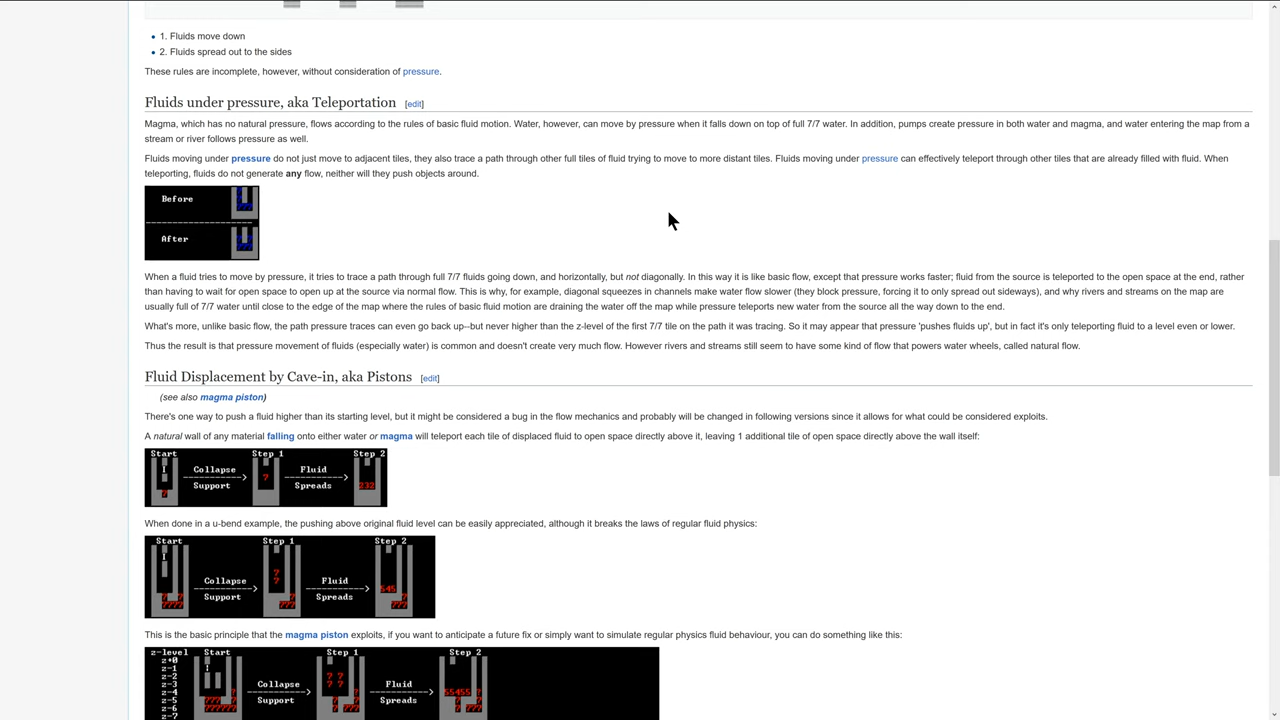 1. Fluids move down
2. Fluids spread out to the sides
These rules are incomplete, however, without consideration of pressure.
Fluids under pressure, aka Teleportation [edit]
Magma, which has no natural pressure, flows according to the rules of basic fluid motion. Water, however, can move by pressure when it falls down on top of full 7/7 water. In addition, pumps create pressure in both water and magma, and water entering the map from a
stream or river follows pressure as well.
Fluids moving under pressure do not just move to adjacent tiles, they also trace a path through other full tiles of fluid trying to move to more distant tiles. Fluids moving under pressure can effectively teleport through other tiles that are already filled with fluid. When
teleporting, fluids do not generate any flow, neither will they push objects around.
Before
After
When a fluid tries to move by pressure, it tries to trace a path through full 7/7 fluids going down, and horizontally, but not diagonally. In this way it is like basic flow, except that pressure works faster; fluid from the source is teleported to the open space at the end, rather
than having to wait for open space to open up at the source via normal flow. This is why, for example, diagonal squeezes in channels make water flow slower (they block pressure, forcing it to only spread out sideways), and why rivers and streams on the map are
usually full of 7/7 water until close to the edge of the map where the rules of basic fluid motion are draining the water off the map while pressure teleports new water from the source all the way down to the end.
What's more, unlike basic flow, the path pressure traces can even go back up--but never higher than the z-level of the first 7/7 tile on the path it was tracing. So it may appear that pressure 'pushes fluids up', but in fact it's only teleporting fluid to a level even or lower.
Thus the result is that pressure movement of fluids (especially water) is common and doesn't create very much flow. However rivers and streams still seem to have some kind of flow that powers water wheels, called natural flow.
Fluid Displacement by Cave-in, aka Pistons [edit]
(see also magma piston)
There's one way to push a fluid higher than its starting level, but it might be considered a bug in the flow mechanics and probably will be changed in following versions since it allows for what could be considered exploits.
A natural wall of any material falling onto either water or magma will teleport each tile of displaced fluid to open space directly above it, leaving 1 additional tile of open space directly above the wall itself:
Start Step 1 Step 2
Collapse Fluid
Support Spreads
When done in a u-bend example, the pushing above original fluid level can be easily appreciated, although it breaks the laws of regular fluid physics:
Start Step 1 Step 2
Collapse Fluid
Support Spreads
This is the basic principle that the magma piston exploits, if you want to anticipate a future fix or simply want to simulate regular physics fluid behaviour, you can do something like this:
z-level Start Step 1 Step 2
z+0
z-1
z-2
z-3
z-4
z-5
z-6
z-7
Collapse Fluid
Support Spreads